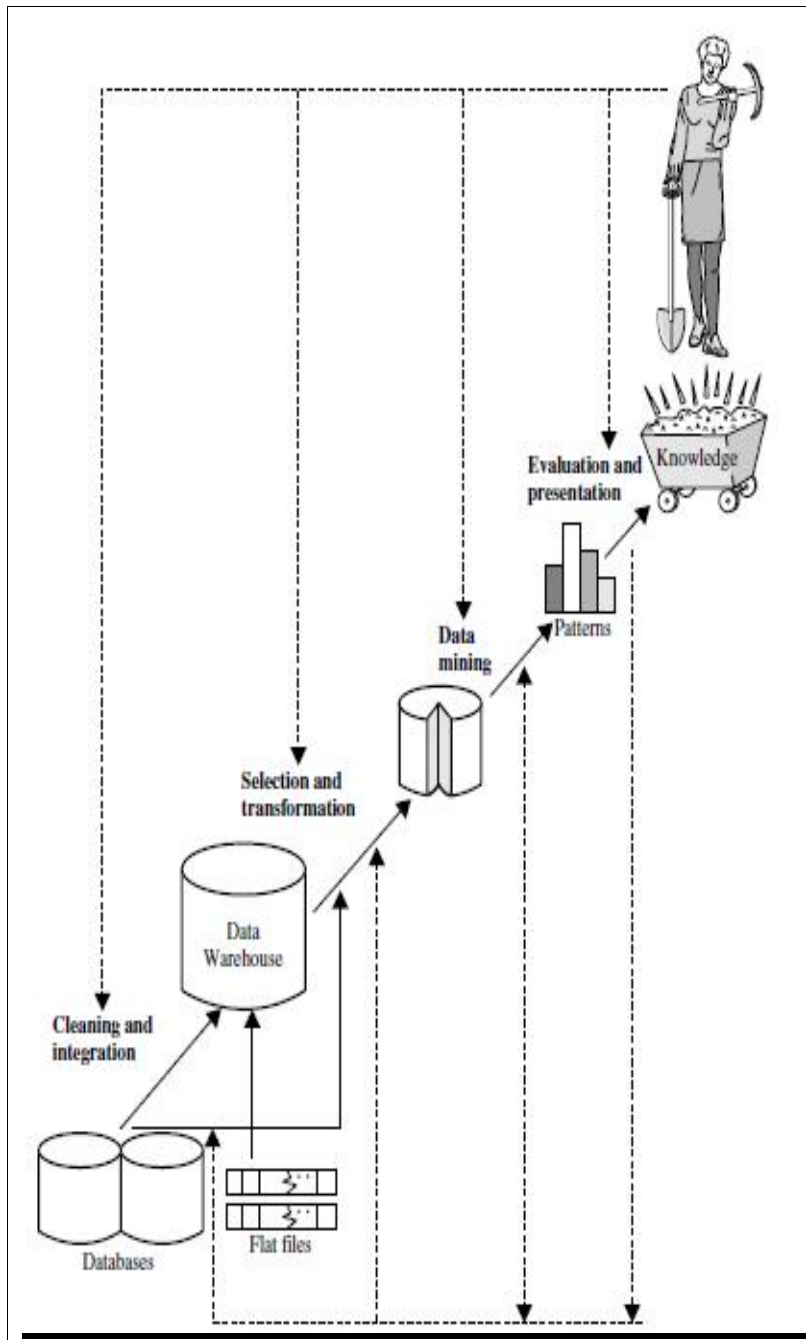 Knowledge
Evaluation and
presentation
Patterns
Data
mining
Selection and
transformation
Data
Warehouse
Cleaning and
integration
Flat files
Databases